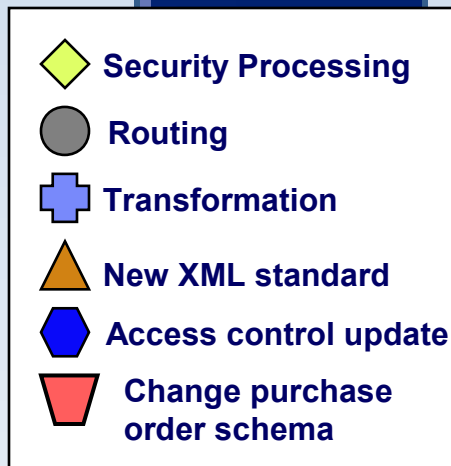 Security Processing
Routing
Transformation
New XML standard
Access control update
Change purchase
order schema